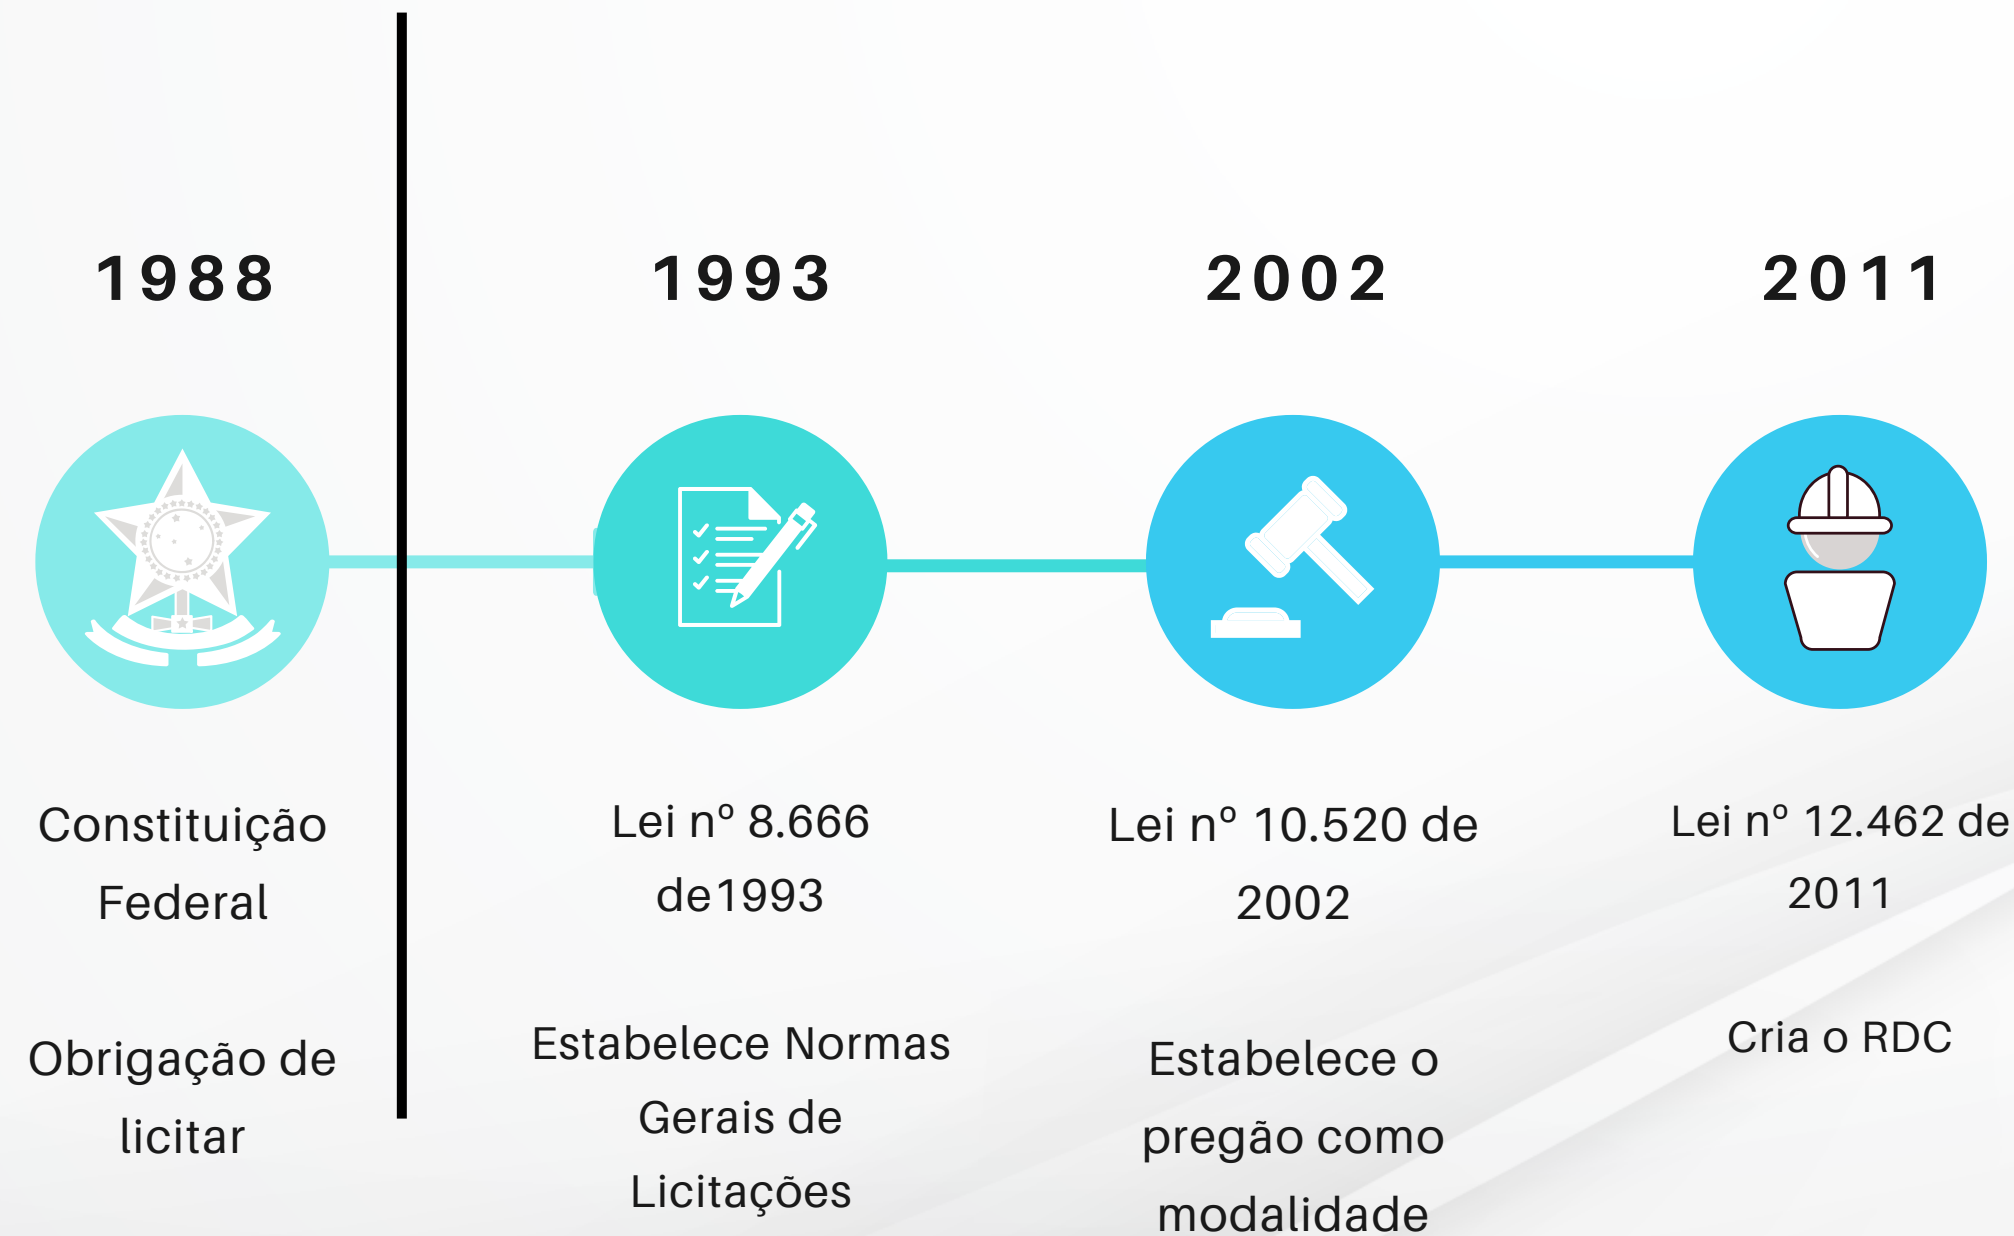 1988
Constituição
Federal
Obrigação de
licitar
1993
Lei nº 8.666
de1993
Estabelece Normas
Gerais de
Licitações
2002
Lei nº 10.520 de
2002
Estabelece o
pregão como
modalidade
2011
Lei nº 12.462 de
2011
Cria o RDC